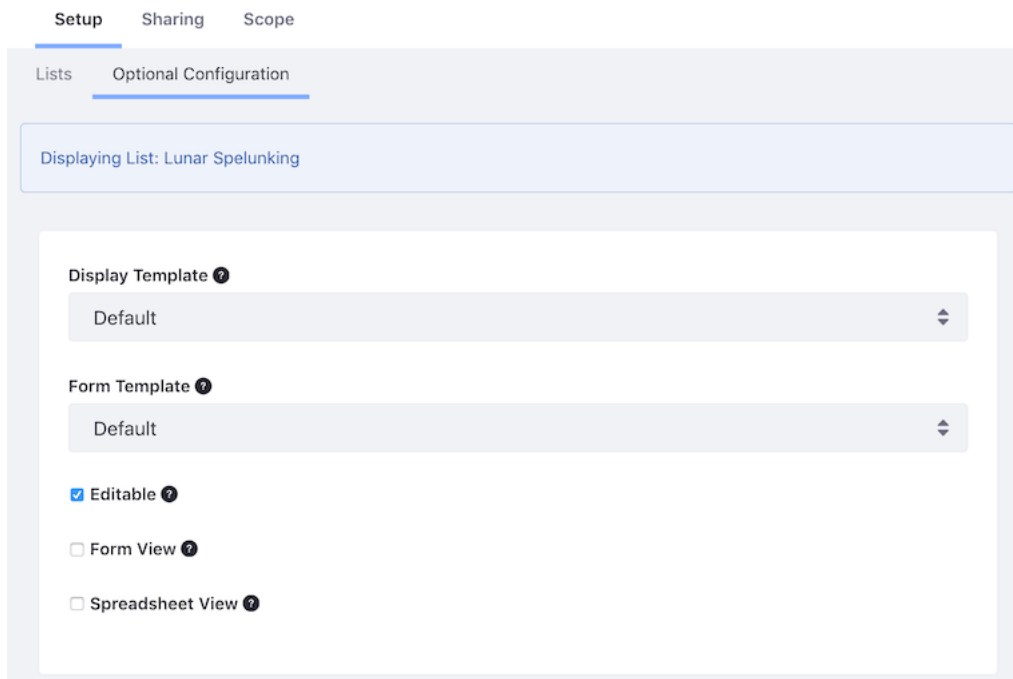 Setup Sharing Scope
Lists Optional Configuration
Displaying List: Lunar Spelunking
Display Template ?
Default
Form Template ?
Default
Editable ?
Form View ?
Spreadsheet View ?